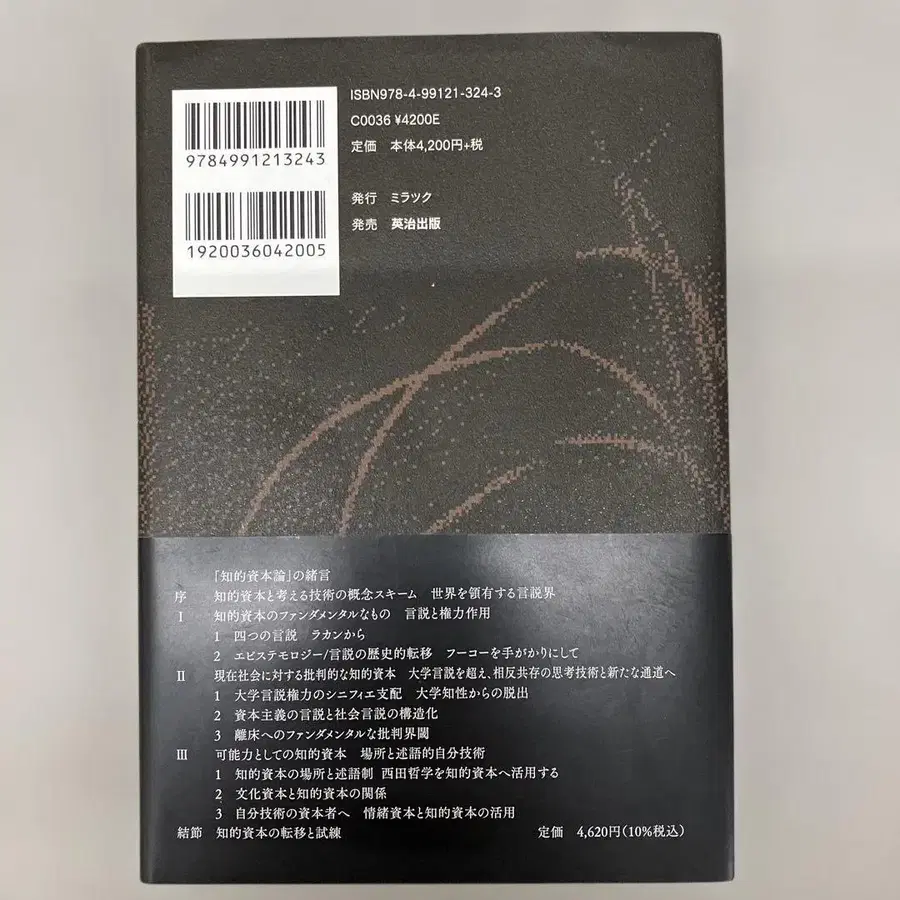 ISBN978-4-99121-324-3
C0036 ¥4200E
定価 本体4,200円+税
9784991213243
発行 ミラツク
発売 英治出版
1920036042005
「知的資本論」の緒言
序 知的資本と考える技術の概念スキーム 世界を領有する言説界
Ⅰ 知的資本のファンダメンタルなもの 言説と権力作用
1 四つの言説 ラカンから
2 エピステモロジー/言説の歴史的転移 フーコーを手がかりにして
Ⅱ 現在社会に対する批判的な知的資本 大学言説を超え、相反共存の思考技術と新たな通道へ
1 大学言説権力のシニフィエ支配 大学知性からの脱出
2 資本主義の言説と社会言説の構造化
3 離床へのファンダメンタルな批判界閾
Ⅲ 可能力としての知的資本 場所と述語的自分技術
1 知的資本の場所と述語制 西田哲学を知的資本へ活用する
2 文化資本と知的資本の関係
3 自分技術の資本者へ 情緒資本と知的資本の活用
結節 知的資本の転移と試練
定価 4,620円(10%税込)